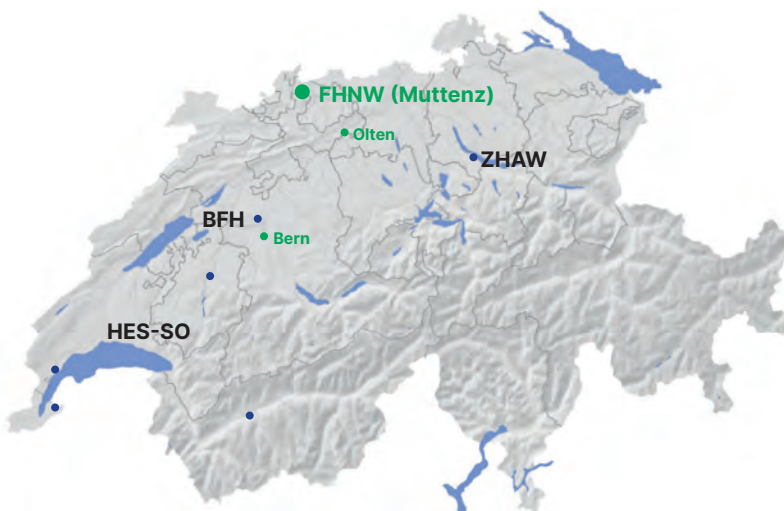 FHNW (Muttenz)
Olten
ZHAW
BFH
Bern
HES-SO